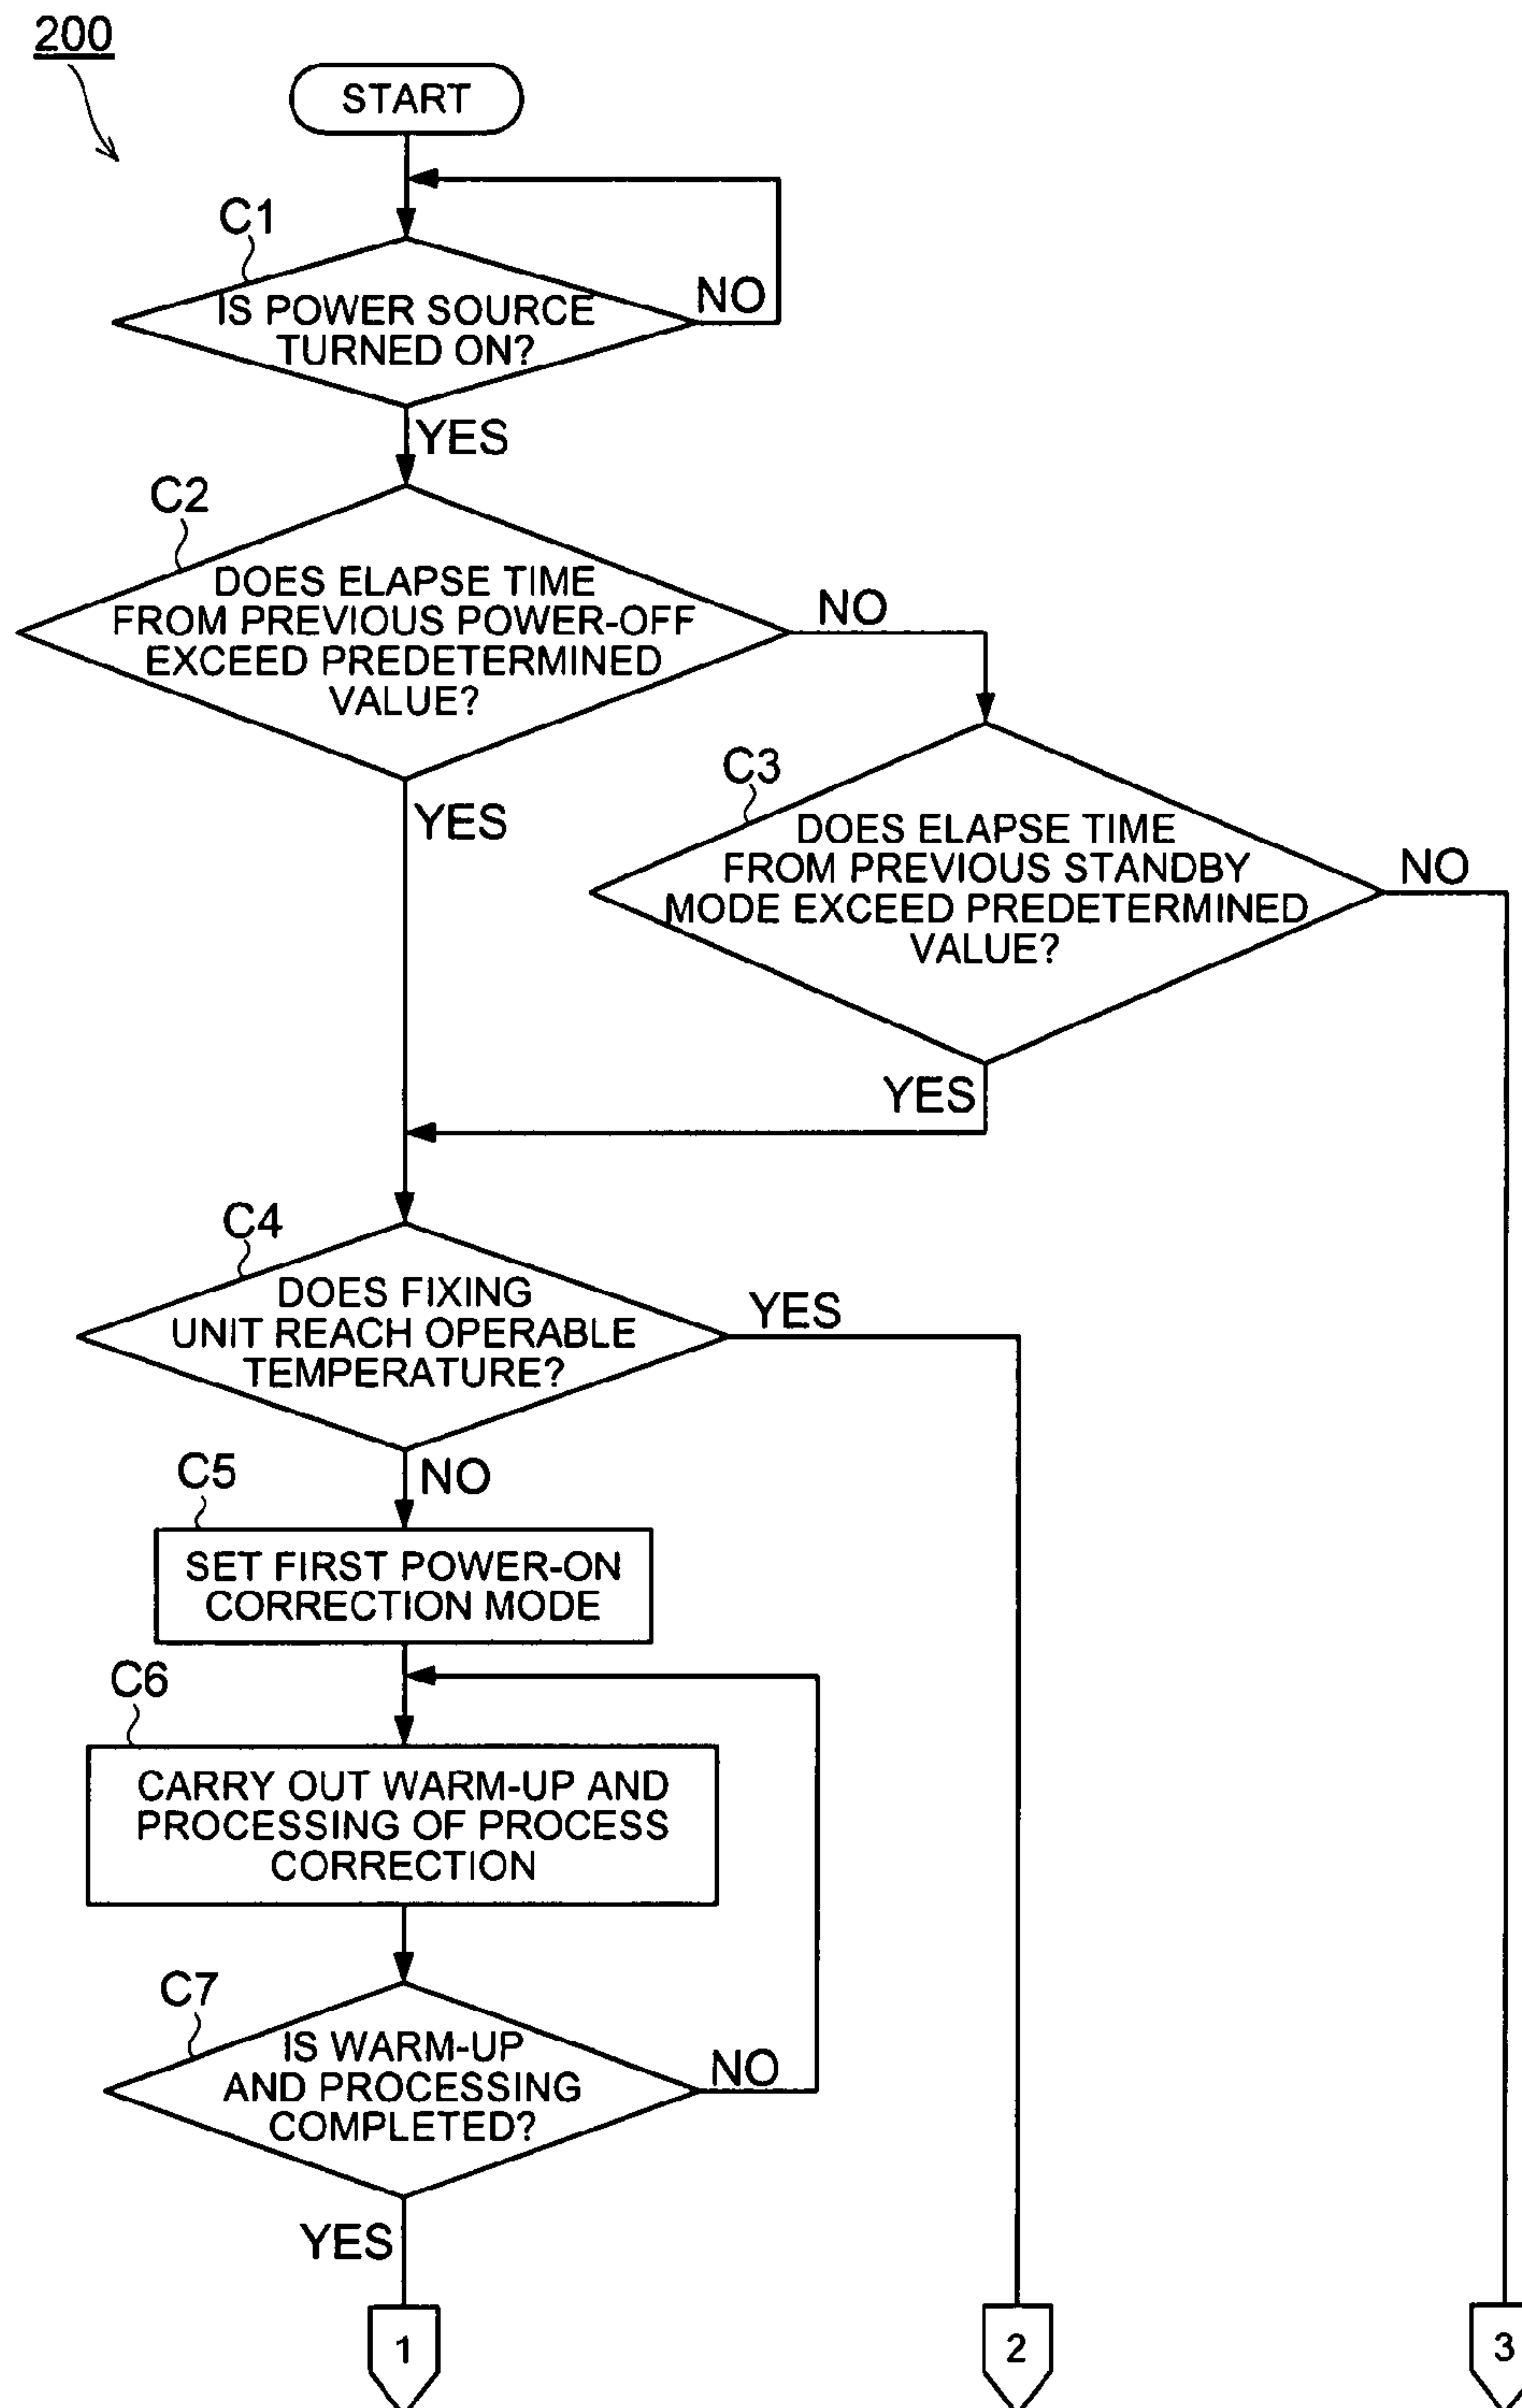 200
START
C1
IS POWER SOURCE
TURNED ON?
NO
YES
C2
DOES ELAPSE TIME
FROM PREVIOUS POWER-OFF
EXCEED PREDETERMINED
VALUE?
NO
YES
C3
DOES ELAPSE TIME
FROM PREVIOUS STANDBY
MODE EXCEED PREDETERMINED
VALUE?
NO
YES
C4
DOES FIXING
UNIT REACH OPERABLE
TEMPERATURE?
YES
NO
C5
SET FIRST POWER-ON
CORRECTION MODE
C6
CARRY OUT WARM-UP AND
PROCESSING OF PROCESS
CORRECTION
C7
IS WARM-UP
AND PROCESSING
COMPLETED?
NO
YES
1
2
3